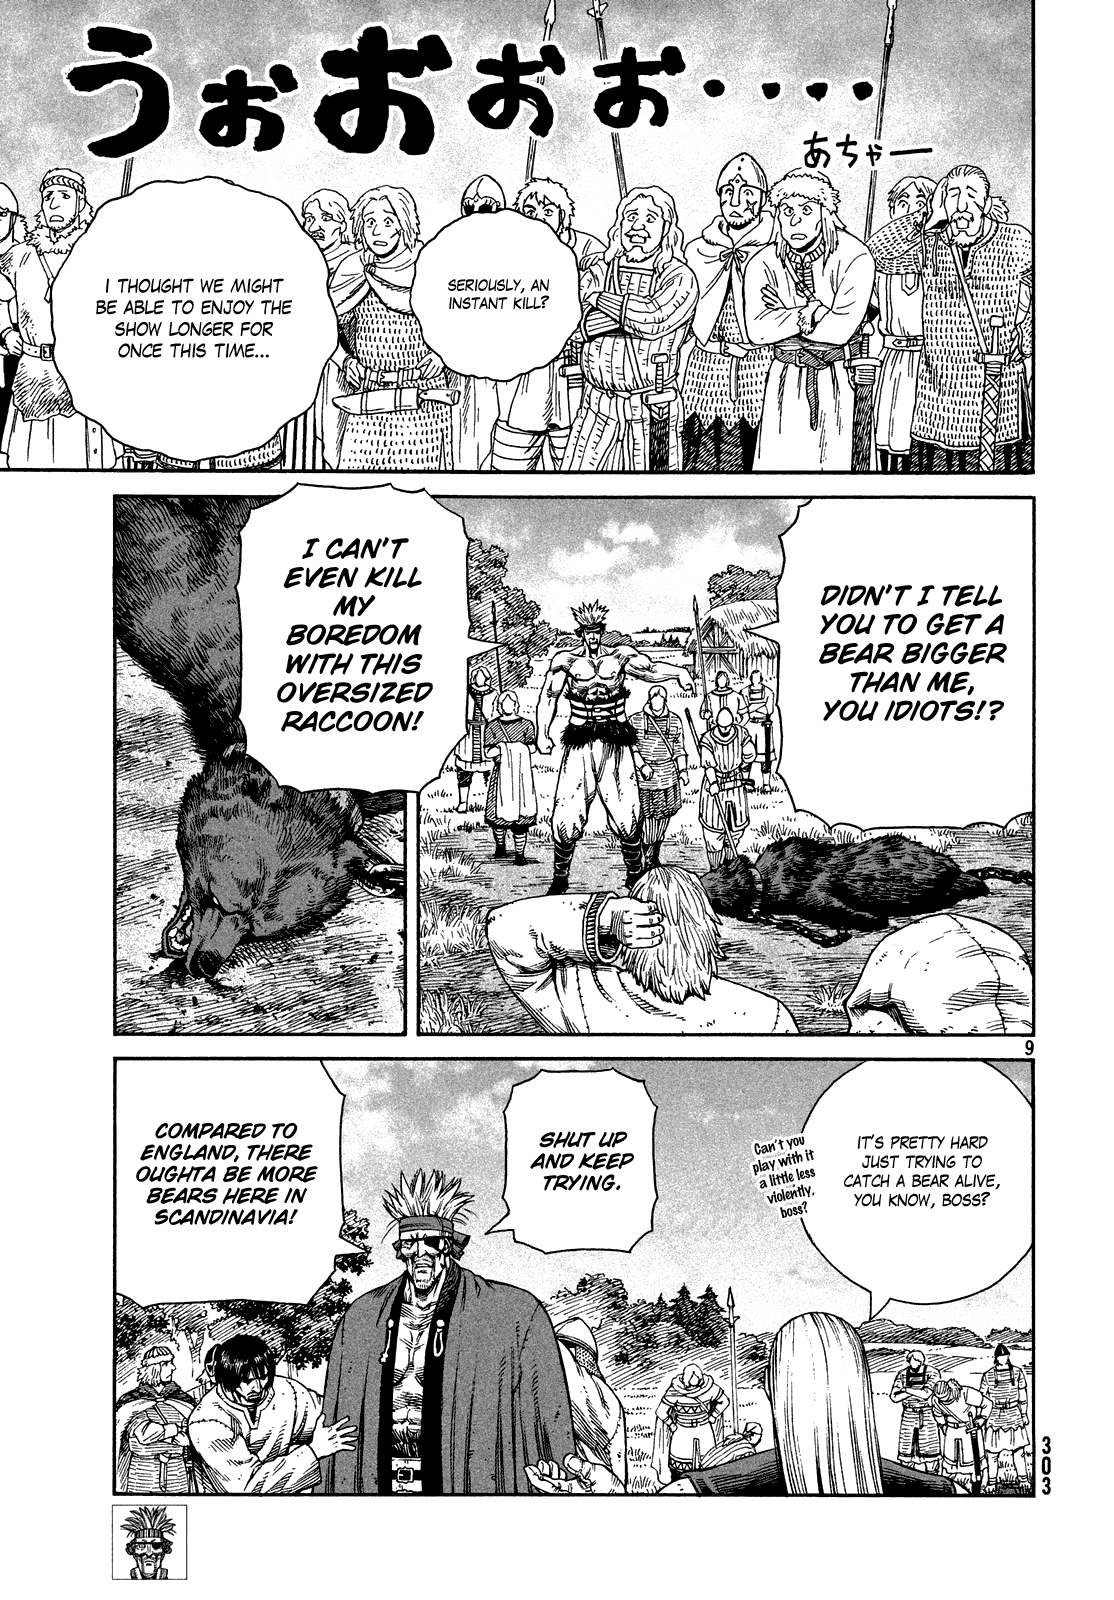 うぉおおお・・・・
あちゃー
SERIOUSLY, AN
INSTANT KILL?
I THOUGHT WE MIGHT
BE ABLE TO ENJOY THE
SHOW LONGER FOR
ONCE THIS TIME...
DIDN'T I TELL
YOU TO GET A
BEAR BIGGER
THAN ME,
YOU IDIOTS!?
I CAN'T
EVEN KILL
MY
BOREDOM
WITH THIS
OVERSIZED
RACCOON!
9
IT'S PRETTY HARD
JUST TRYING TO
CATCH A BEAR ALIVE,
YOU KNOW, BOSS?
Can't you
play with it
a little less
violently,
boss?
SHUT UP
AND KEEP
TRYING.
COMPARED TO
ENGLAND, THERE
OUGHTA BE MORE
BEARS HERE IN
SCANDINAVIA!
303